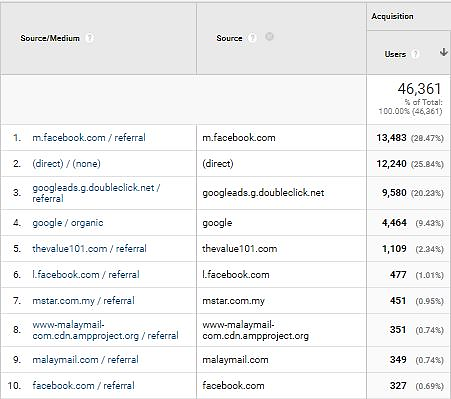 Acquisition
Source/Medium ? Source ? Users ?
46,361
% of Total:
100.00% (46,361)
1. m.facebook.com / referral m.facebook.com 13,483 (28.47%)
2. (direct) / (none) (direct) 12,240 (25.84%)
3. googleads.g.doubleclick.net /
referral googleads.g.doubleclick.net 9,580 (20.23%)
4. google / organic google 4,464 (9.43%)
5. thevalue101.com / referral thevalue101.com 1,109 (2.34%)
6. l.facebook.com / referral l.facebook.com 477 (1.01%)
7. mstar.com.my / referral mstar.com.my 451 (0.95%)
8. www-malaymail-
com.cdn.ampproject.org / referral www-malaymail-
com.cdn.ampproject.org 351 (0.74%)
9. malaymail.com / referral malaymail.com 349 (0.74%)
10. facebook.com / referral facebook.com 327 (0.69%)